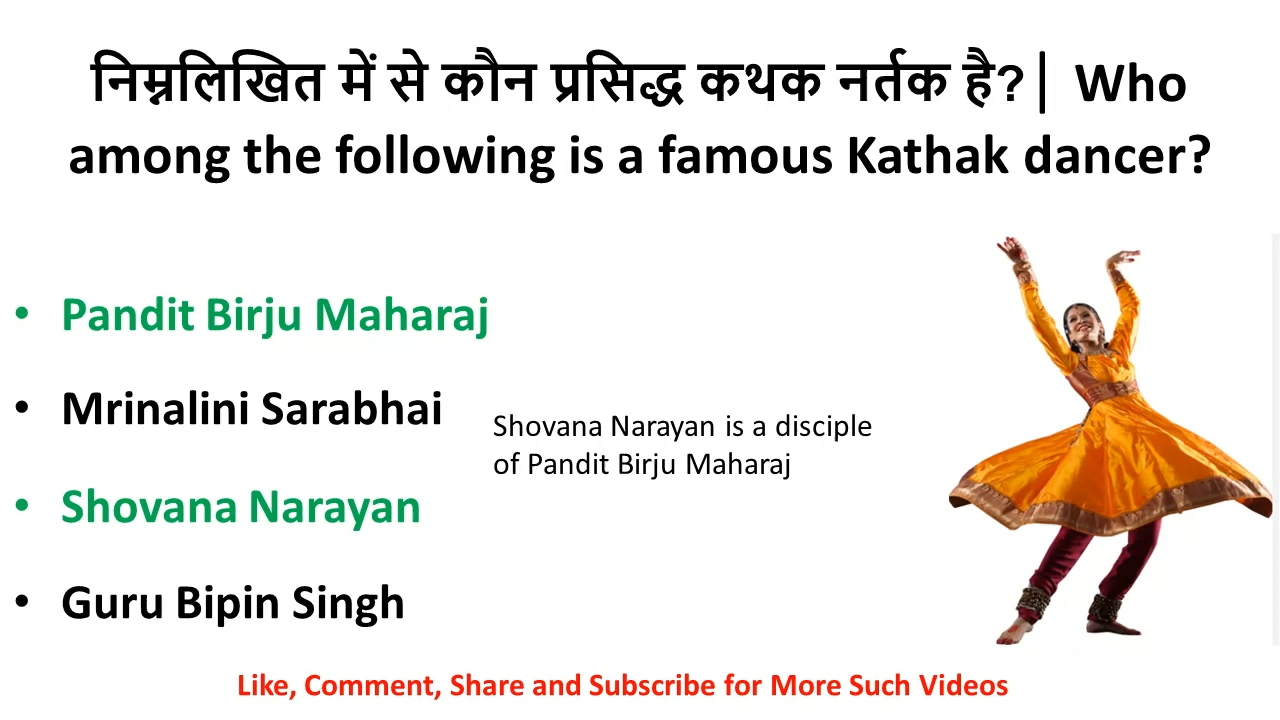 निम्नलिखित में से कौन प्रसिद्ध कथक नर्तक है?| Who
among the following is a famous Kathak dancer?
• Pandit Birju Maharaj
• Mrinalini Sarabhai
Shovana Narayan is a disciple
of Pandit Birju Maharaj
• Shovana Narayan
• Guru Bipin Singh
Like, Comment, Share and Subscribe for More Such Videos